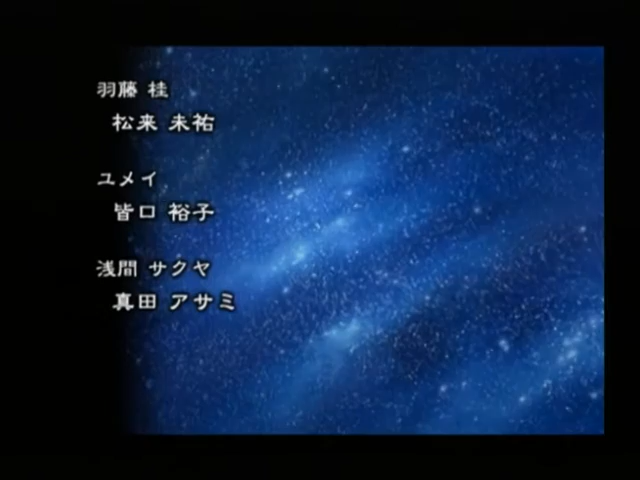 羽藤 桂
松来 未祐
ユメイ
皆口 裕子
浅間 サクヤ
真田 アサミ